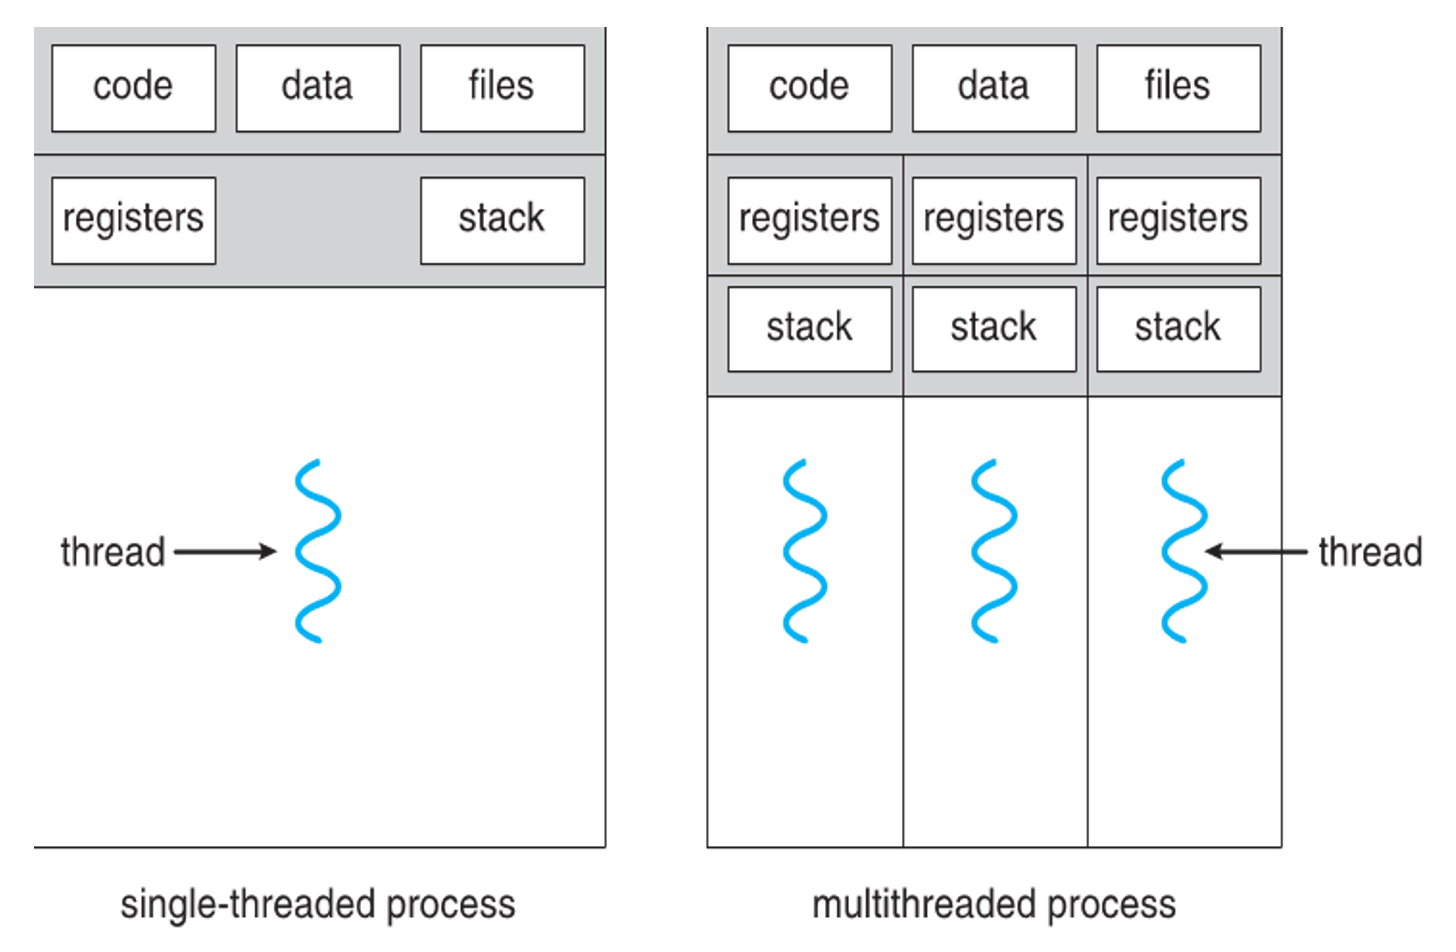 code data files
registers stack
thread
single-threaded process
code data files
registers registers registers
stack stack stack
thread
multithreaded process